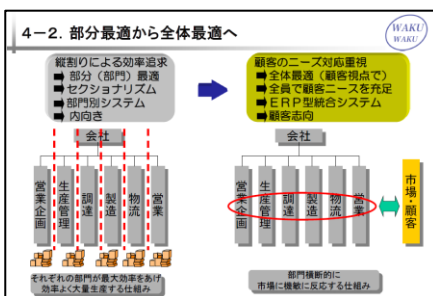 4－2．部分最適から全体最適へ
WAKU
WAKU
縦割りによる効率追求
部分（部門）最適
セクショナリズム
部門別システム
内向き
顧客のニーズ対応重視
全体最適（顧客視点で）
全員で顧客ニーズを充足
ERP型統合システム
顧客志向
会社
営業企画
生産管理
調達
製造
物流
営業
それぞれの部門が最大効率をあげ
効率よく大量生産する仕組み
会社
営業企画
生産管理
調達
製造
物流
営業
市場・顧客
部門横断的に
市場に機敏に反応する仕組み